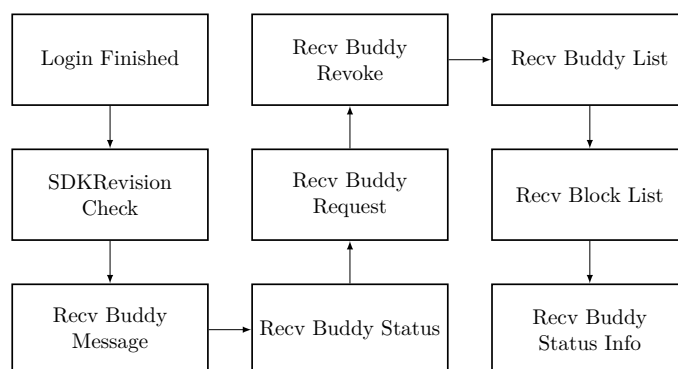 Login Finished
SDKRevision
Check
Recv Buddy
Message
Recv Buddy Status
Recv Buddy
Request
Recv Buddy
Revoke
Recv Buddy List
Recv Block List
Recv Buddy
Status Info